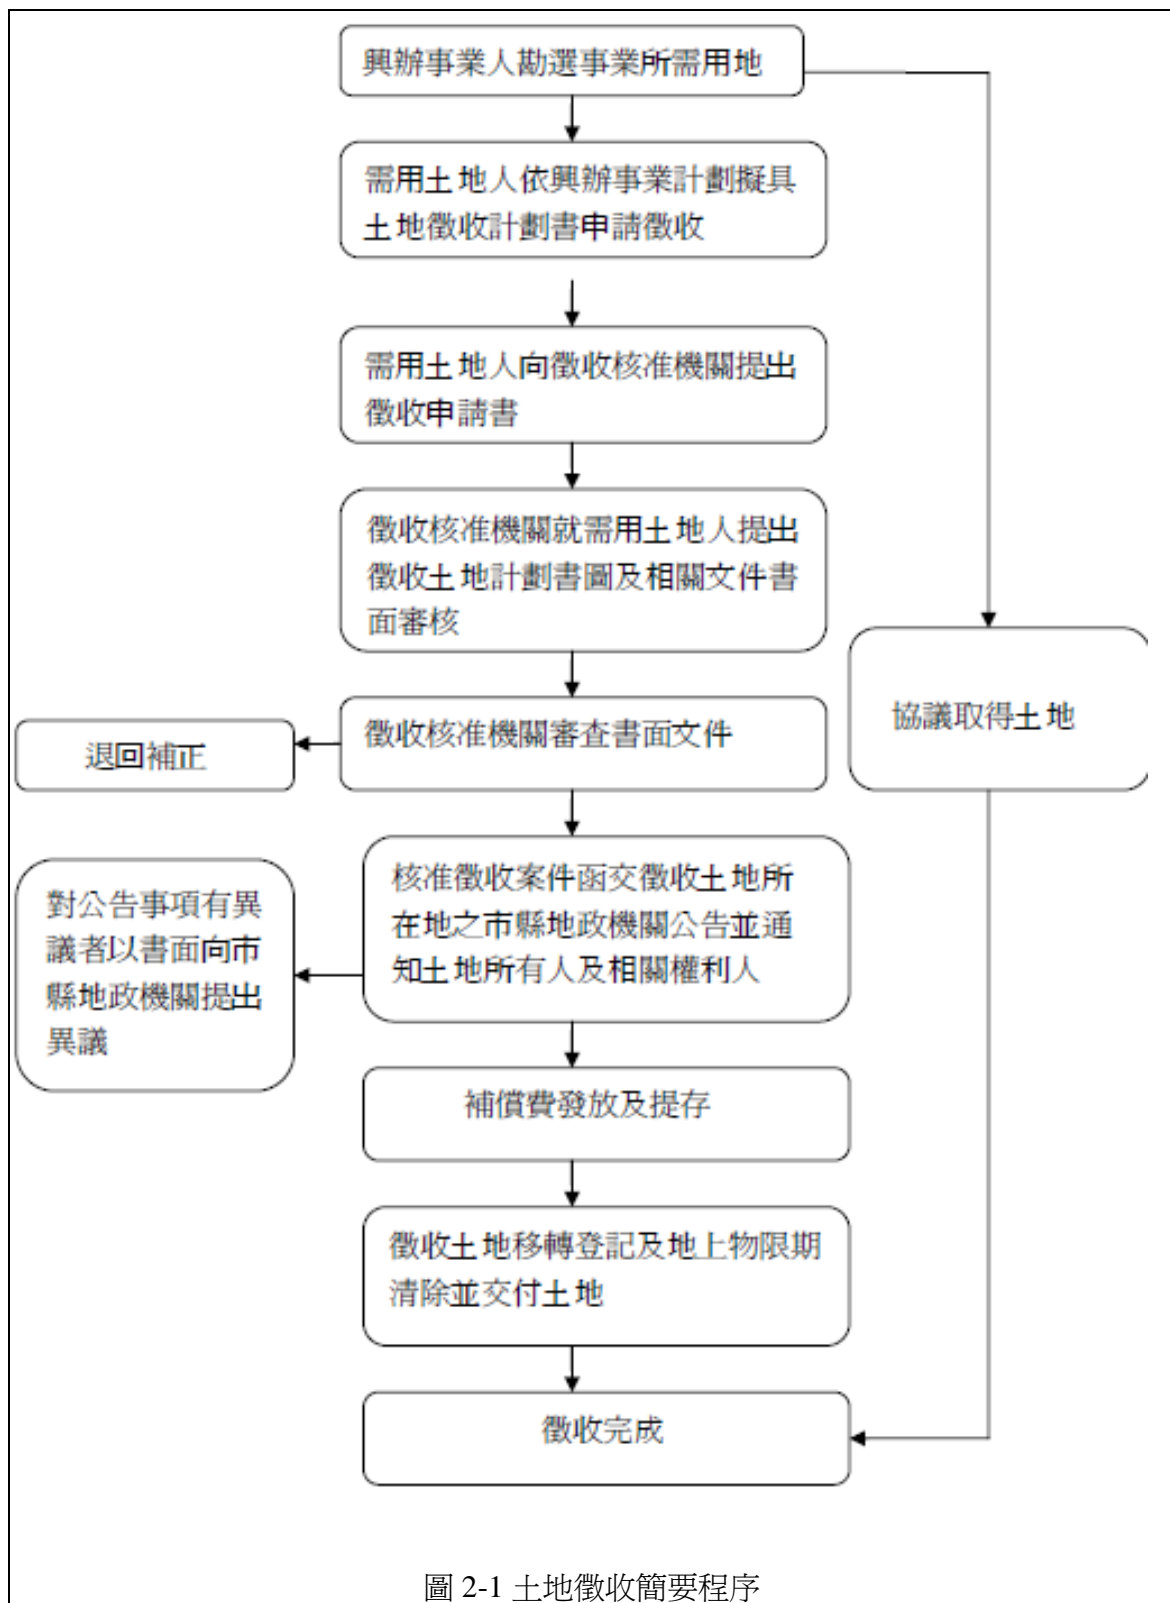 興辦事業人勘選事業所需用地
需用土地人依興辦事業計劃擬具
土地徵收計劃書申請徵收
需用土地人向徵收核准機關提出
徵收申請書
徵收核准機關就需用土地人提出
徵收土地計劃書圖及相關文件書
面審核
協議取得土地
徵收核准機關審查書面文件
退回補正
核准徵收案件函交徵收土地所
在地之市縣地政機關公告並通
知土地所有人及相關權利人
對公告事項有異
議者以書面向市
縣地政機關提出
異議
補償費發放及提存
徵收土地移轉登記及地上物限期
清除並交付土地
徵收完成
圖 2-1 土地徵收簡要程序